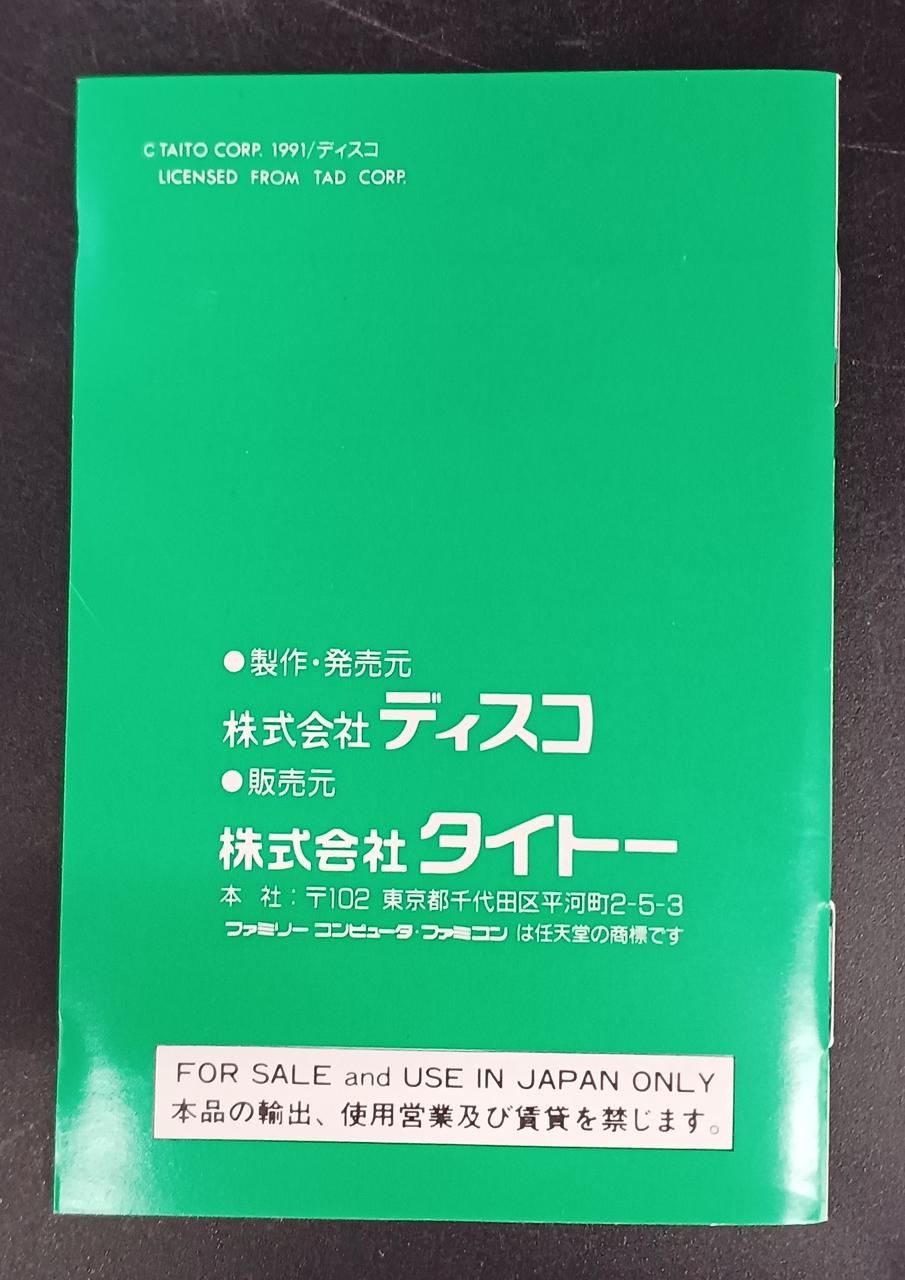 © TAITO CORP. 1991/ディスコ
LICENSED FROM TAD CORP.
●製作・発売元
株式会社ディスコ
●販売元
株式会社タイトー
本 社：〒102 東京都千代田区平河町2-5-3
ファミリーコンピュータ・ファミコンは任天堂の商標です
FOR SALE and USE IN JAPAN ONLY
本品の輸出、使用営業及び賃貸を禁じます。